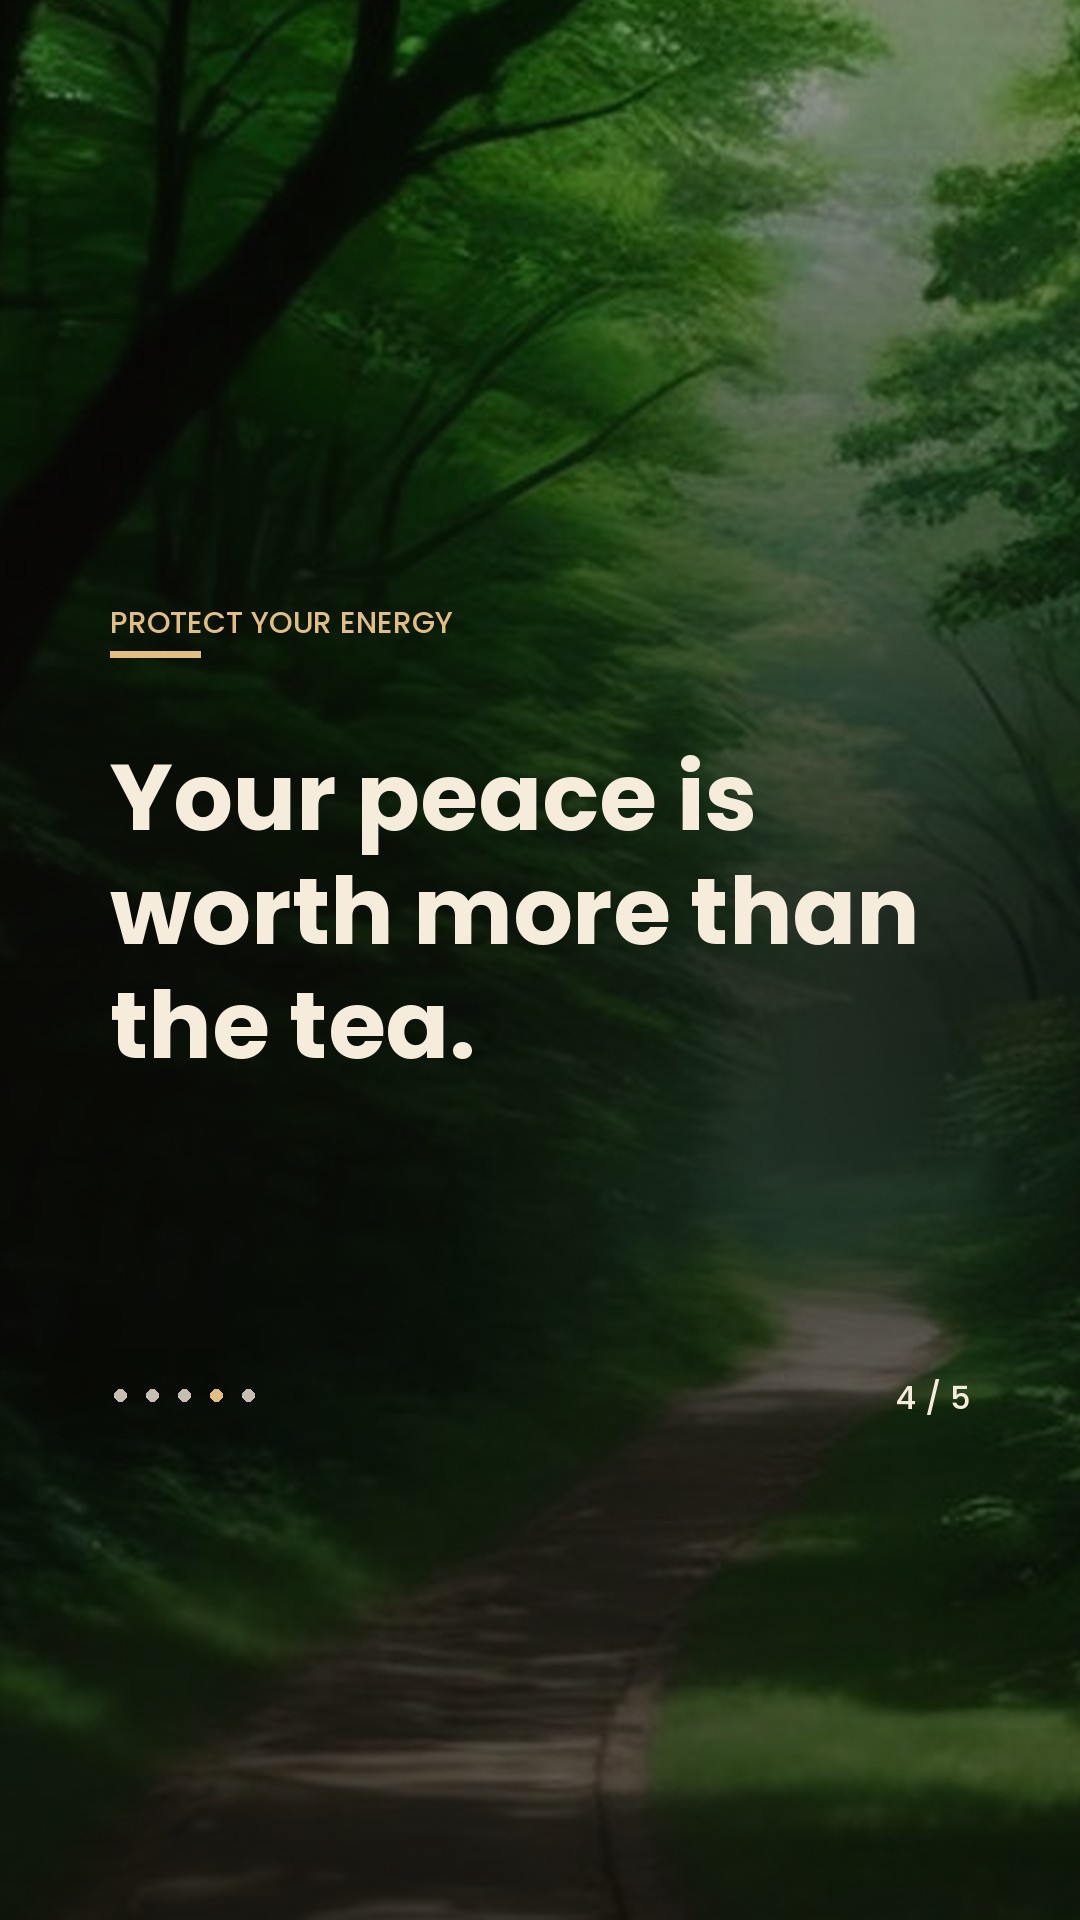 PROTECT YOUR ENERGY
Your peace is
worth more than
the tea.
4 / 5